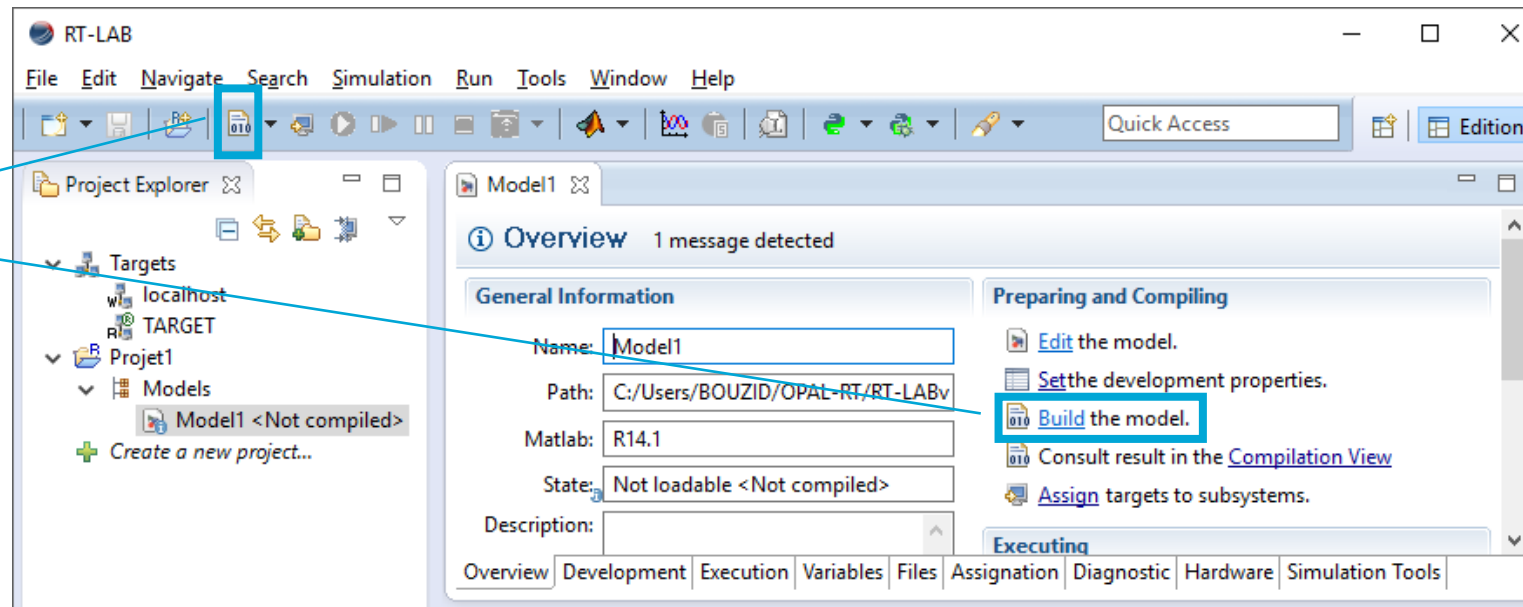 RT-LAB
File Edit Navigate Search Simulation Run Tools Window Help
Quick Access Edition
Project Explorer
Targets
localhost
TARGET
Projet1
Models
Model1 <Not compiled>
Create a new project...
Model1
Overview 1 message detected
General Information
Name: Model1
Path: C:/Users/BOUZID/OPAL-RT/RT-LABv
Matlab: R14.1
State: Not loadable <Not compiled>
Description:
Preparing and Compiling
Edit the model.
Setthe development properties.
Build the model.
Consult result in the Compilation View
Assign targets to subsystems.
Executing
Overview Development Execution Variables Files Assignation Diagnostic Hardware Simulation Tools